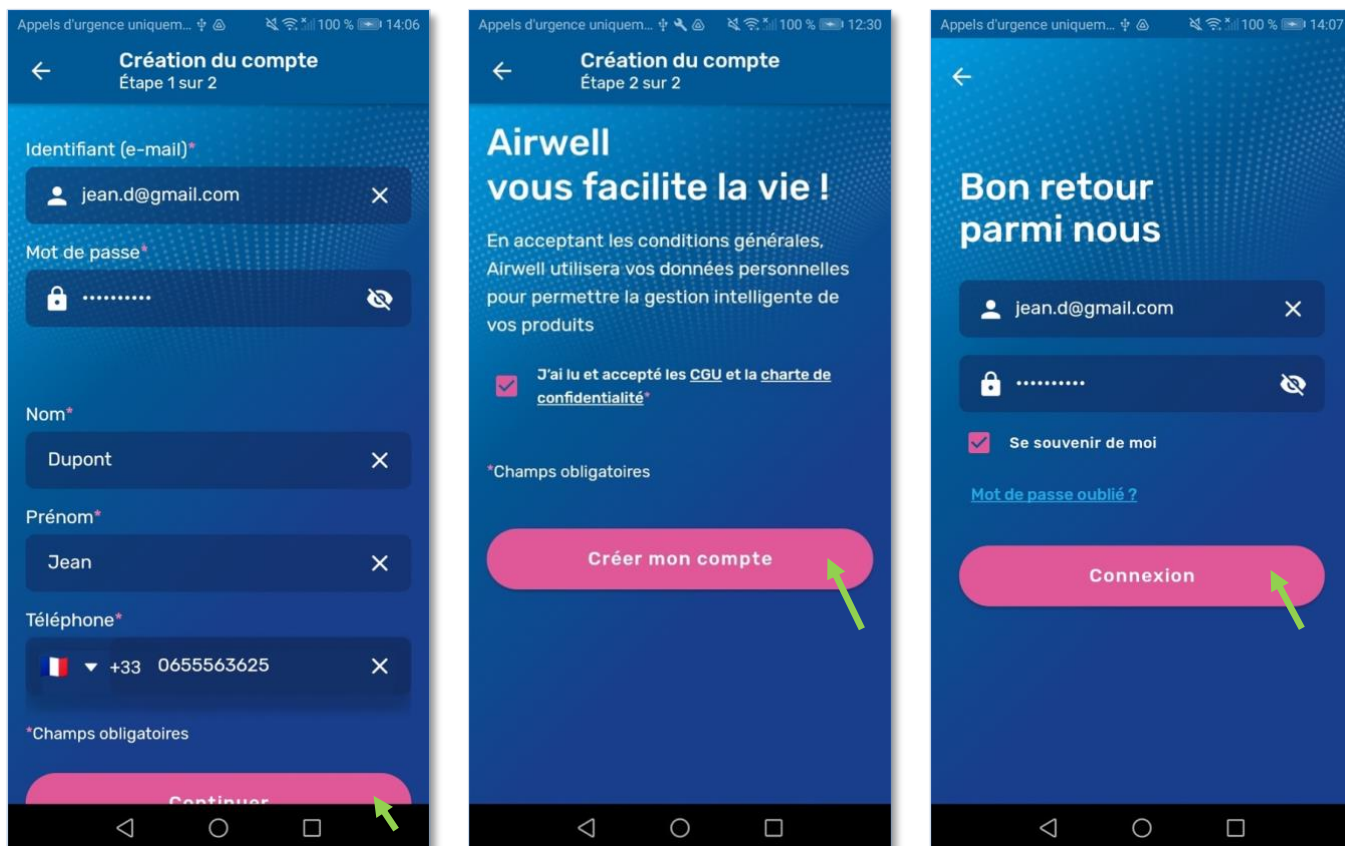 Appels d'urgence uniquem... 100 % 14:06
Création du compte
Étape 1 sur 2
Identifiant (e-mail)*
jean.d@gmail.com
Mot de passe*
••••••••••
Nom*
Dupont
Prénom*
Jean
Téléphone*
+33 0655563625
*Champs obligatoires
Continuer
Appels d'urgence uniquem... 100 % 12:30
Création du compte
Étape 2 sur 2
Airwell
vous facilite la vie !
En acceptant les conditions générales,
Airwell utilisera vos données personnelles
pour permettre la gestion intelligente de
vos produits
J'ai lu et accepté les CGU et la charte de
confidentialité*
*Champs obligatoires
Créer mon compte
Appels d'urgence uniquem... 100 % 14:07
Bon retour
parmi nous
jean.d@gmail.com
••••••••••
Se souvenir de moi
Mot de passe oublié ?
Connexion